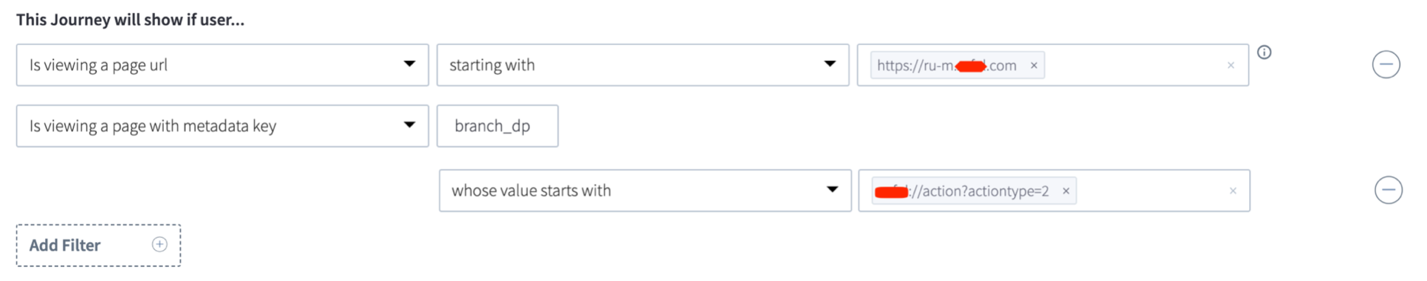 This Journey will show if user...
Is viewing a page url starting with https://ru-m. .com ×
Is viewing a page with metadata key branch_dp
whose value starts with ://action?actiontype=2 ×
Add Filter